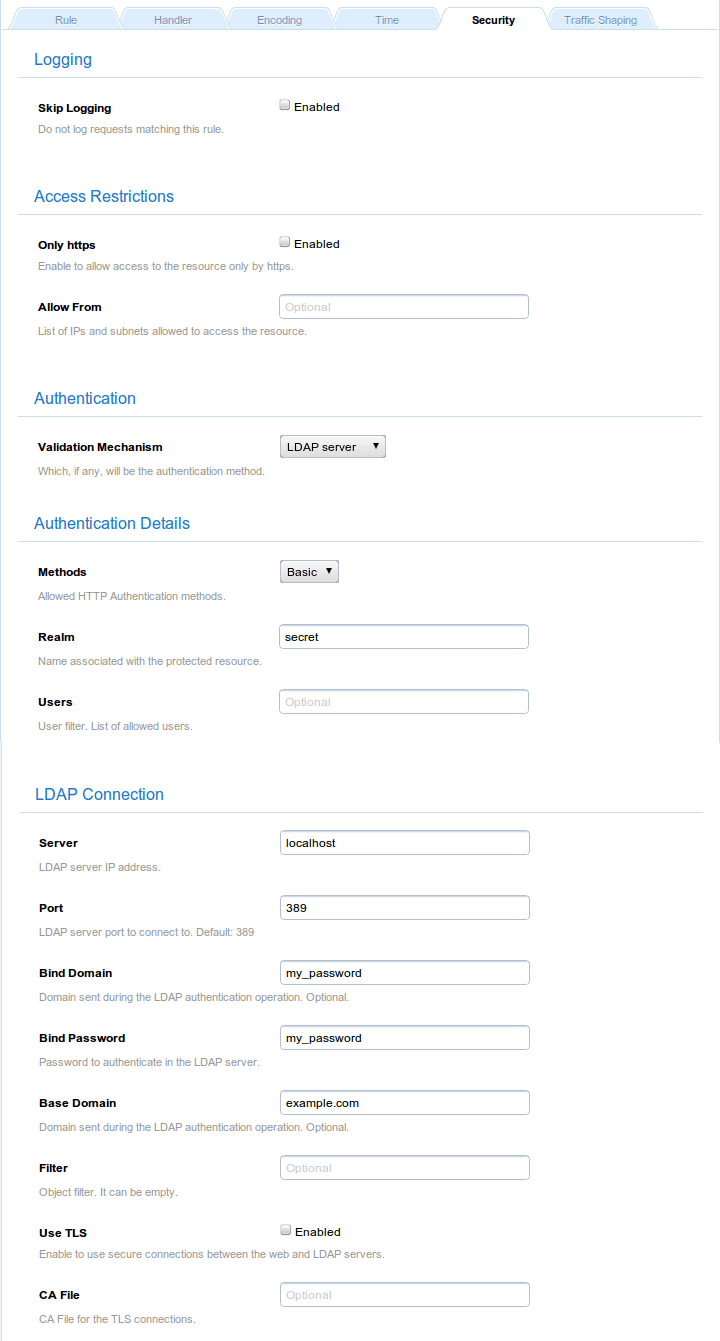 Rule Handler Encoding Time Security Traffic Shaping
Logging
Skip Logging Enabled
Do not log requests matching this rule.
Access Restrictions
Only https Enabled
Enable to allow access to the resource only by https.
Allow From Optional
List of IPs and subnets allowed to access the resource.
Authentication
Validation Mechanism LDAP server
Which, if any, will be the authentication method.
Authentication Details
Methods Basic
Allowed HTTP Authentication methods.
Realm secret
Name associated with the protected resource.
Users Optional
User filter. List of allowed users.
LDAP Connection
Server localhost
LDAP server IP address.
Port 389
LDAP server port to connect to. Default: 389
Bind Domain my_password
Domain sent during the LDAP authentication operation. Optional.
Bind Password my_password
Password to authenticate in the LDAP server.
Base Domain example.com
Domain sent during the LDAP authentication operation. Optional.
Filter Optional
Object filter. It can be empty.
Use TLS Enabled
Enable to use secure connections between the web and LDAP servers.
CA File Optional
CA File for the TLS connections.